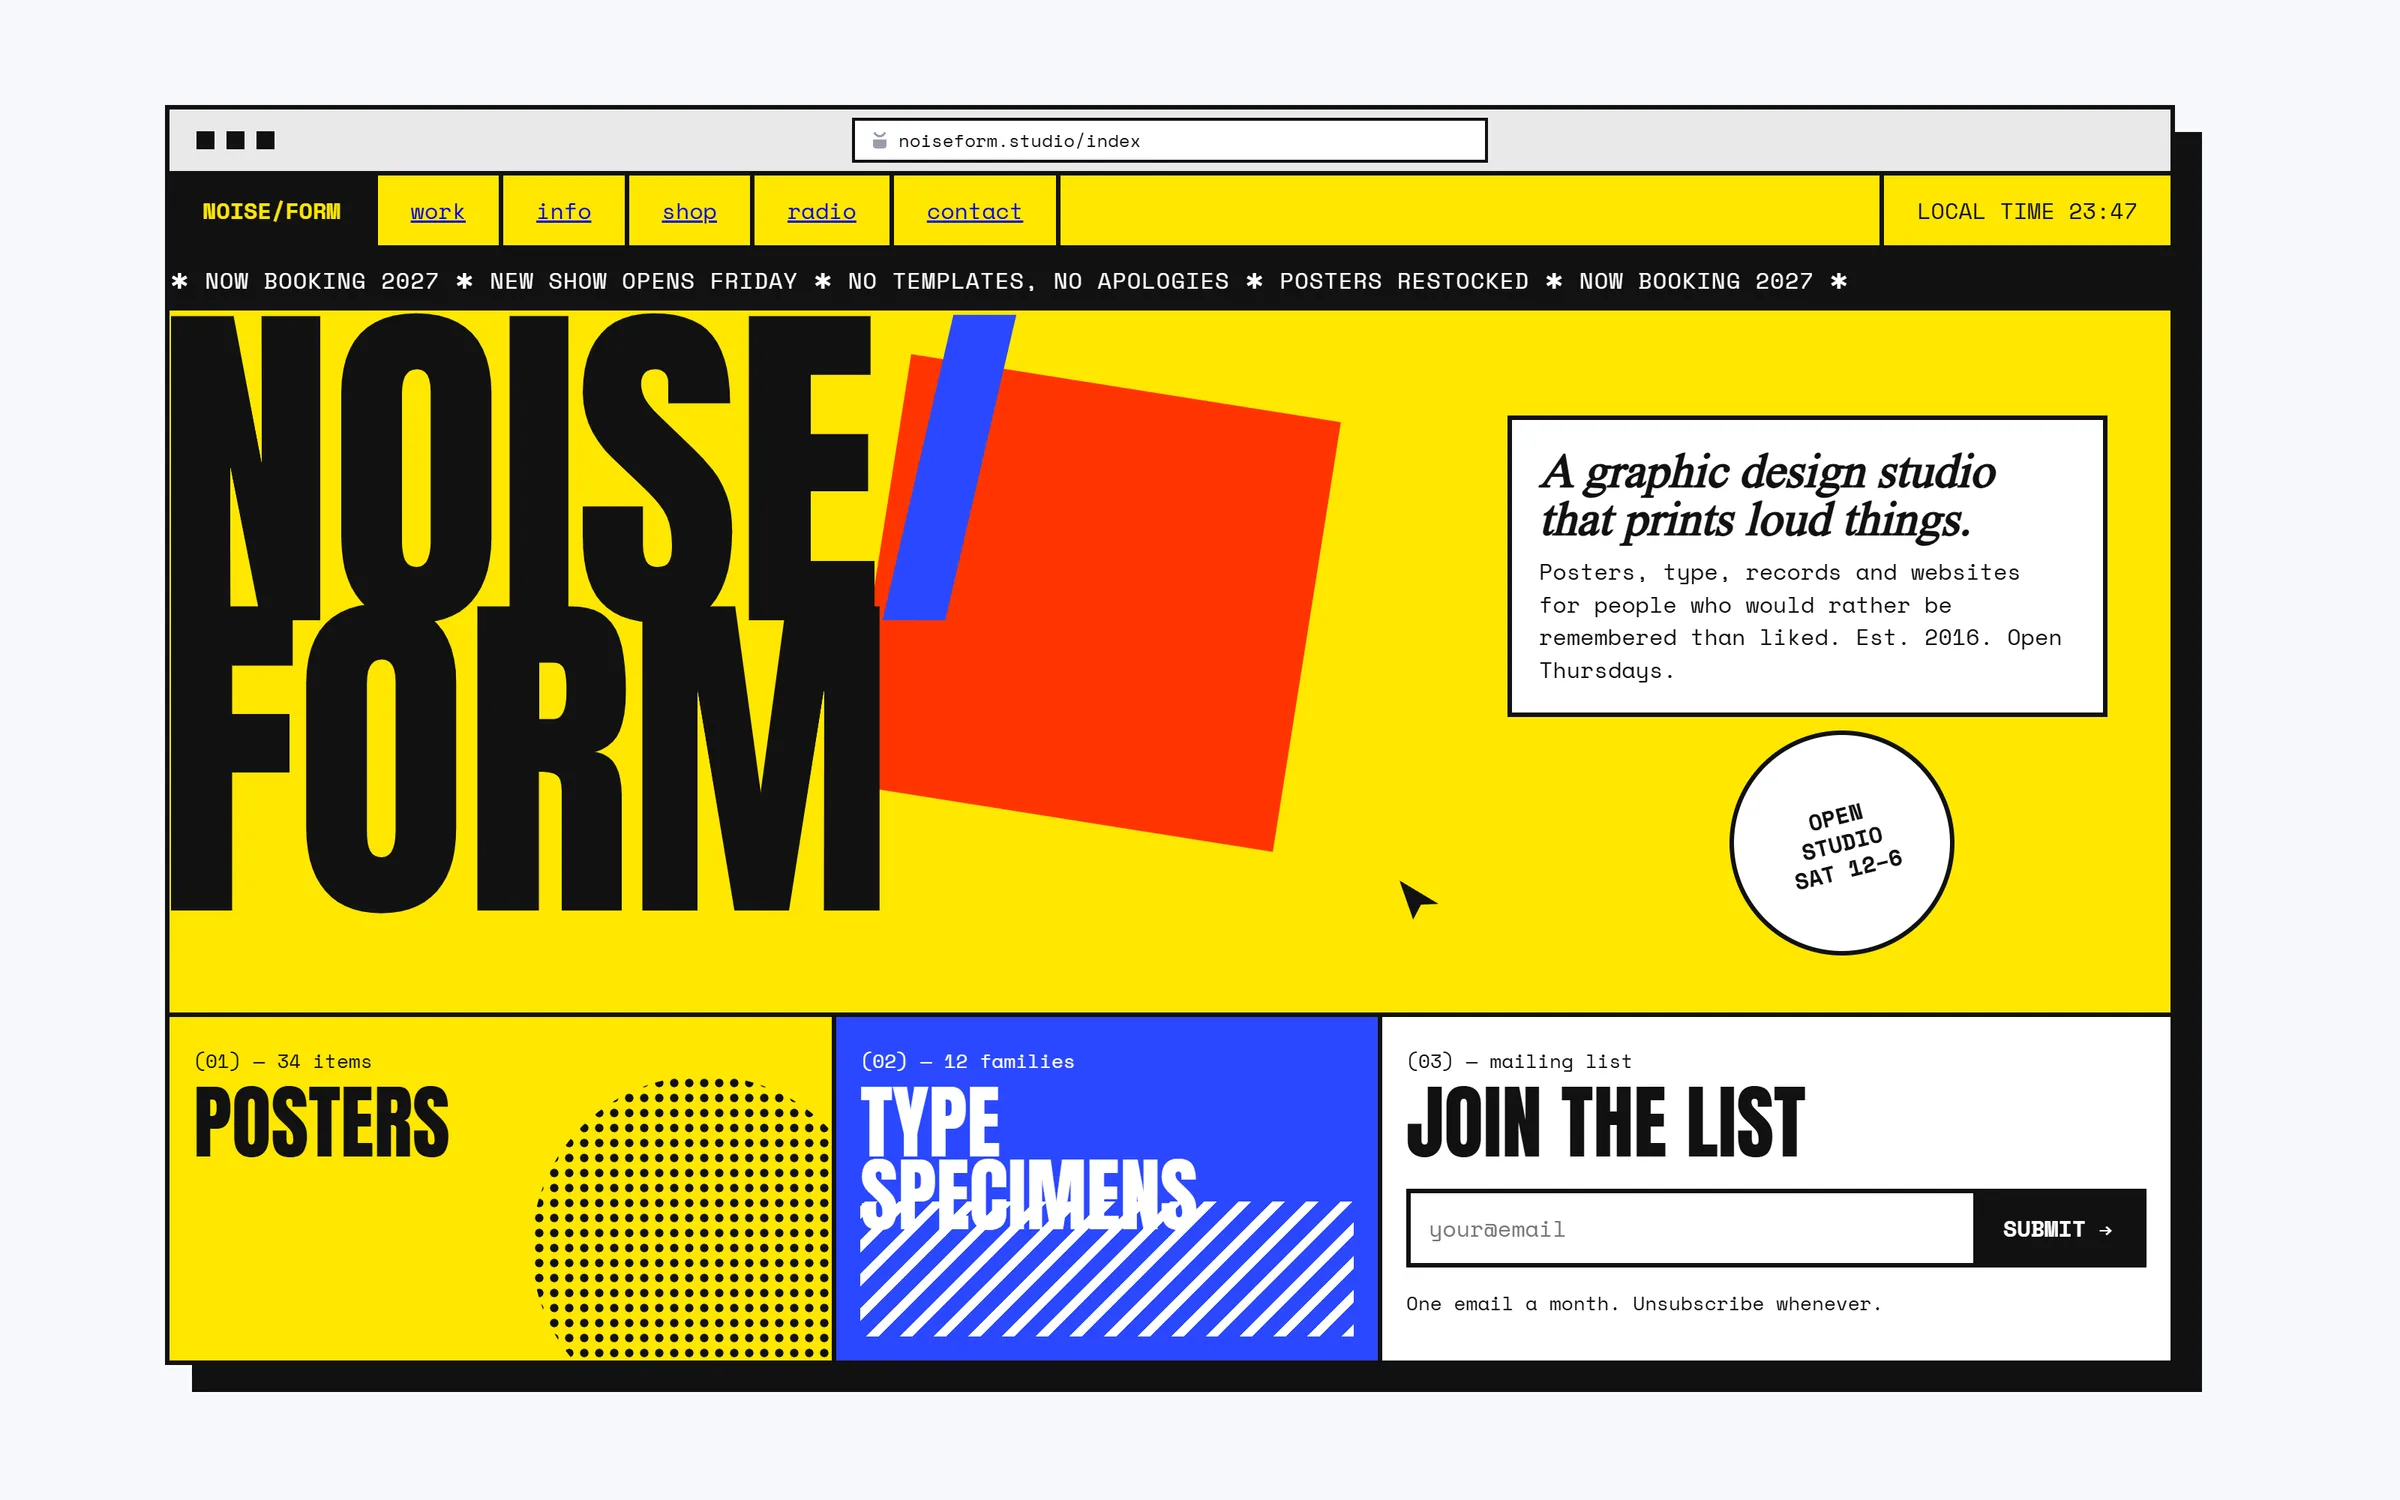 noiseform.studio/index
NOISE/FORM work info shop radio contact LOCAL TIME 23:47
✱ NOW BOOKING 2027 ✱ NEW SHOW OPENS FRIDAY ✱ NO TEMPLATES, NO APOLOGIES ✱ POSTERS RESTOCKED ✱ NOW BOOKING 2027 ✱
NOISE/
FORM
A graphic design studio
that prints loud things.
Posters, type, records and websites
for people who would rather be
remembered than liked. Est. 2016. Open
Thursdays.
OPEN
STUDIO
SAT 12–6
(01) — 34 items
POSTERS
(02) — 12 families
TYPE
SPECIMENS
(03) — mailing list
JOIN THE LIST
your@email
SUBMIT →
One email a month. Unsubscribe whenever.